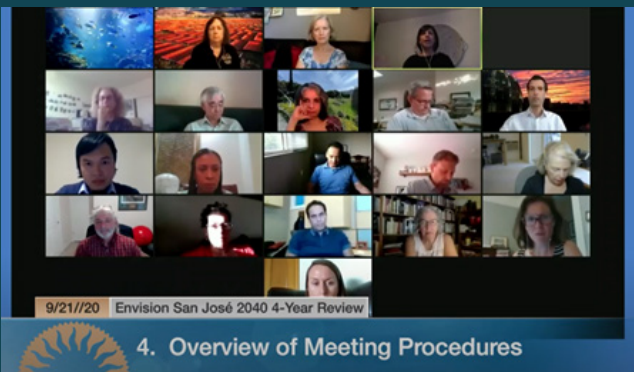 9/21//20 Envision San José 2040 4-Year Review
4. Overview of Meeting Procedures